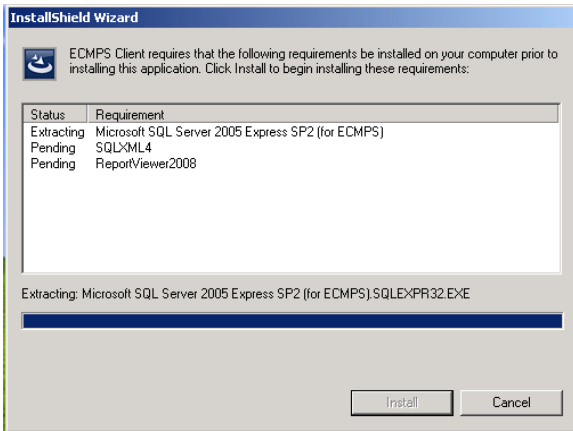 InstallShield Wizard
ECMPS Client requires that the following requirements be installed on your computer prior to
installing this application. Click Install to begin installing these requirements:
Status Requirement
Extracting Microsoft SQL Server 2005 Express SP2 (for ECMPS)
Pending SQLXML4
Pending ReportViewer2008
Extracting: Microsoft SQL Server 2005 Express SP2 (for ECMPS).SQLEXPR32.EXE
Install Cancel